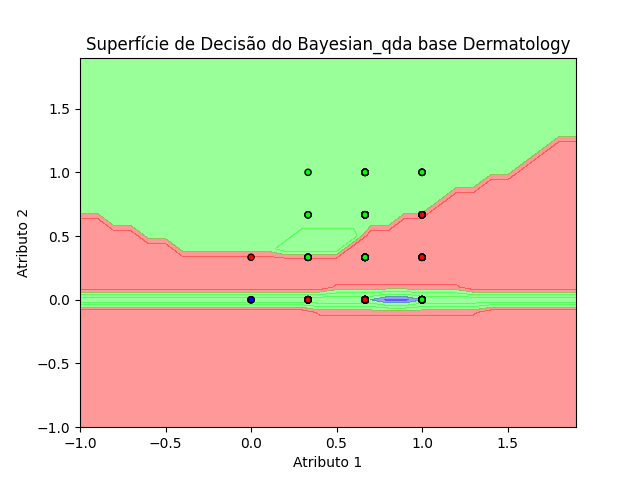 Superfície de Decisão do Bayesian_qda base Dermatology
1.5
1.0
0.5
0.0
−0.5
−1.0
Atributo 2
−1.0 −0.5 0.0 0.5 1.0 1.5
Atributo 1